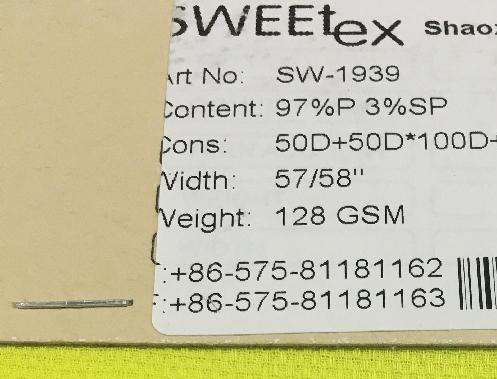 SWEEtex Shao
Art No: SW-1939
Content: 97%P 3%SP
Cons: 50D+50D*100D+
Width: 57/58"
Weight: 128 GSM
:+86-575-81181162
F:+86-575-81181163